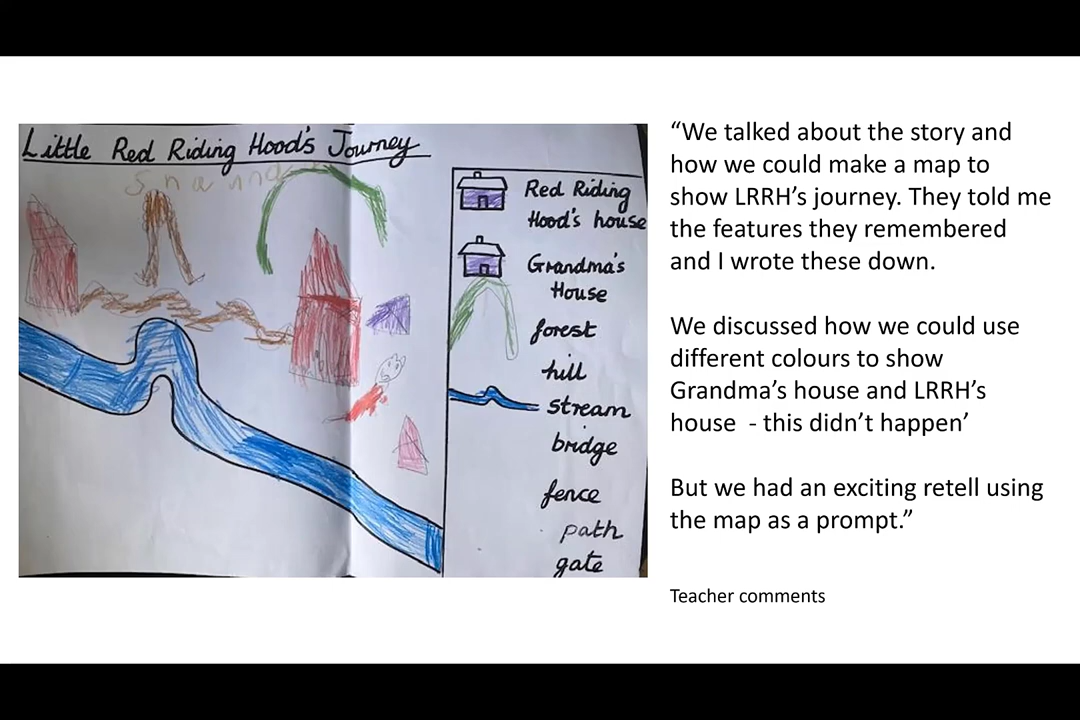 Little Red Riding Hood's Journey
Red Riding
Hood's house
Grandma's
House
forest
hill
stream
bridge
fence
path
gate
“We talked about the story and
how we could make a map to
show LRRH’s journey. They told me
the features they remembered
and I wrote these down.
We discussed how we could use
different colours to show
Grandma’s house and LRRH’s
house - this didn’t happen’
But we had an exciting retell using
the map as a prompt.”
Teacher comments